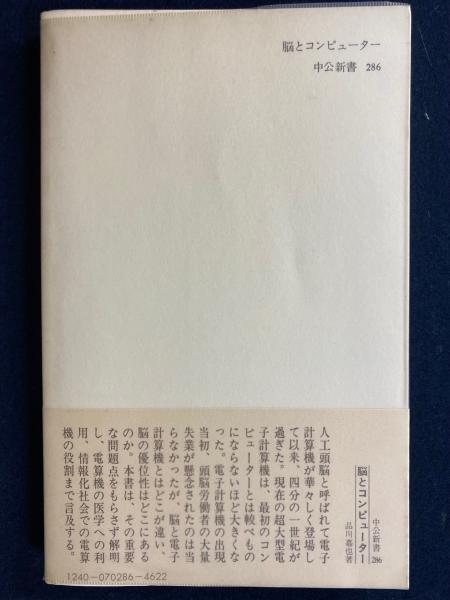 脳とコンピューター
中公新書 286
中公新書 286
脳とコンピューター
品川嘉也著
人工頭脳と呼ばれて電子
計算機が華々しく登場し
て以来、四分の一世紀が
過ぎた。現在の超大型電
子計算機は、最初のコン
ピューターとは較べもの
にならないほど大きくな
った。電子計算機の出現
当初、頭脳労働者の大量
失業が懸念されたのは当
らなかったが、脳と電子
計算機とはどこが違い、
脳の優位性はどこにある
のか。本書は、その重要
な問題点をもらさず解明
し、電算機の医学への利
用、情報化社会での電算
機の役割まで言及する。
1240-070286-4622